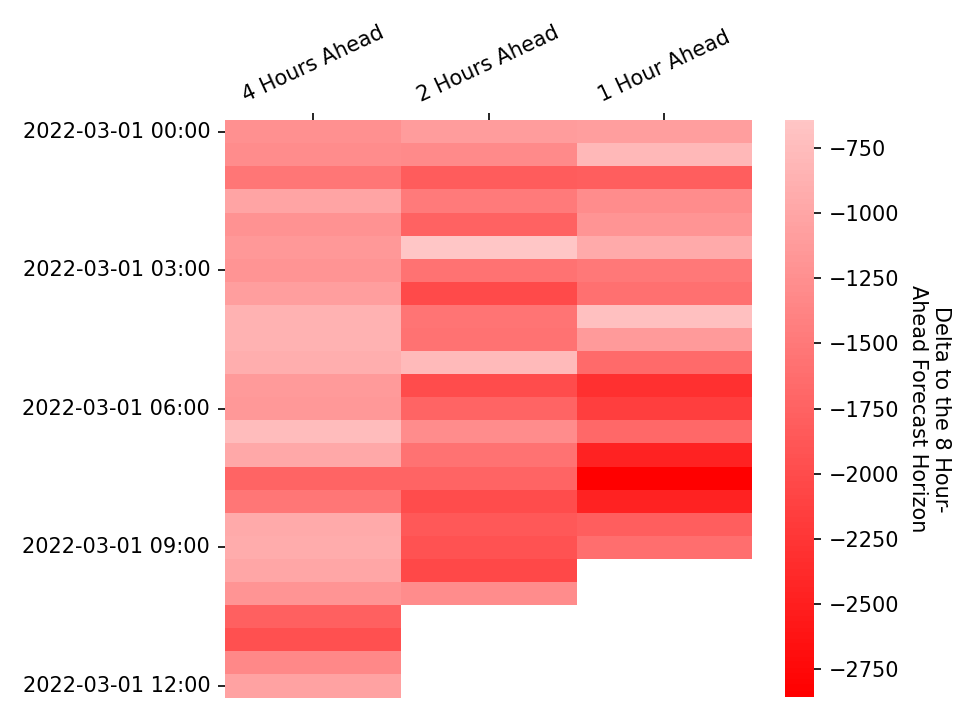 4 Hours Ahead
2 Hours Ahead
1 Hour Ahead
2022-03-01 00:00
2022-03-01 03:00
2022-03-01 06:00
2022-03-01 09:00
2022-03-01 12:00
−750
−1000
−1250
−1500
−1750
−2000
−2250
−2500
−2750
Delta to the 8 Hour-
Ahead Forecast Horizon